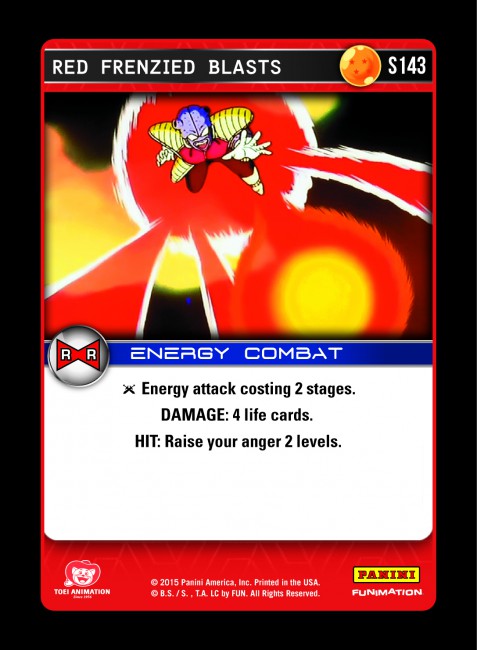 RED FRENZIED BLASTS
S143
R R
ENERGY COMBAT
Energy attack costing 2 stages.
DAMAGE: 4 life cards.
HIT: Raise your anger 2 levels.
TOEI ANIMATION
Since 1956
© 2015 Panini America, Inc. Printed in the USA.
© B.S. / S. , T.A. LC by FUN. All Rights Reserved.
PANINI
FUNIMATION